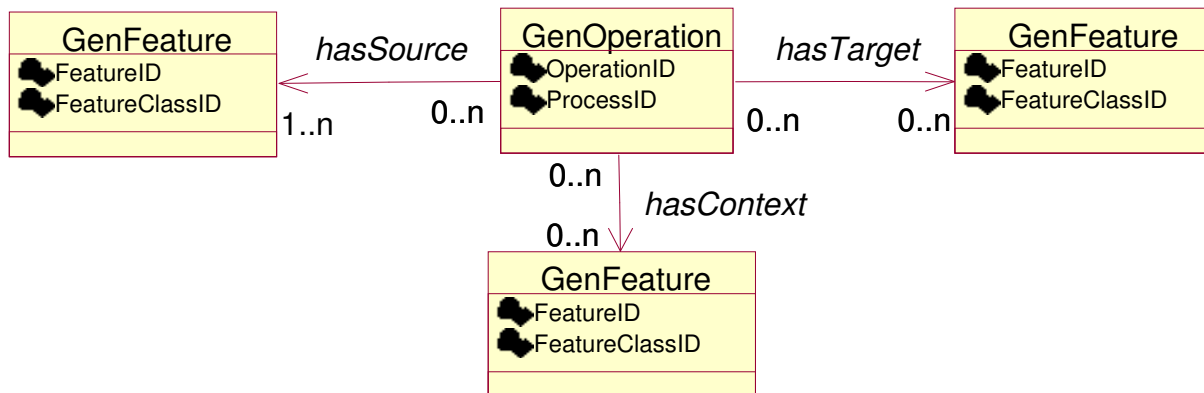 GenFeature
FeatureID
FeatureClassID
hasSource
1..n
0..n
GenOperation
OperationID
ProcessID
hasTarget
0..n
0..n
GenFeature
FeatureID
FeatureClassID
0..n
hasContext
0..n
GenFeature
FeatureID
FeatureClassID